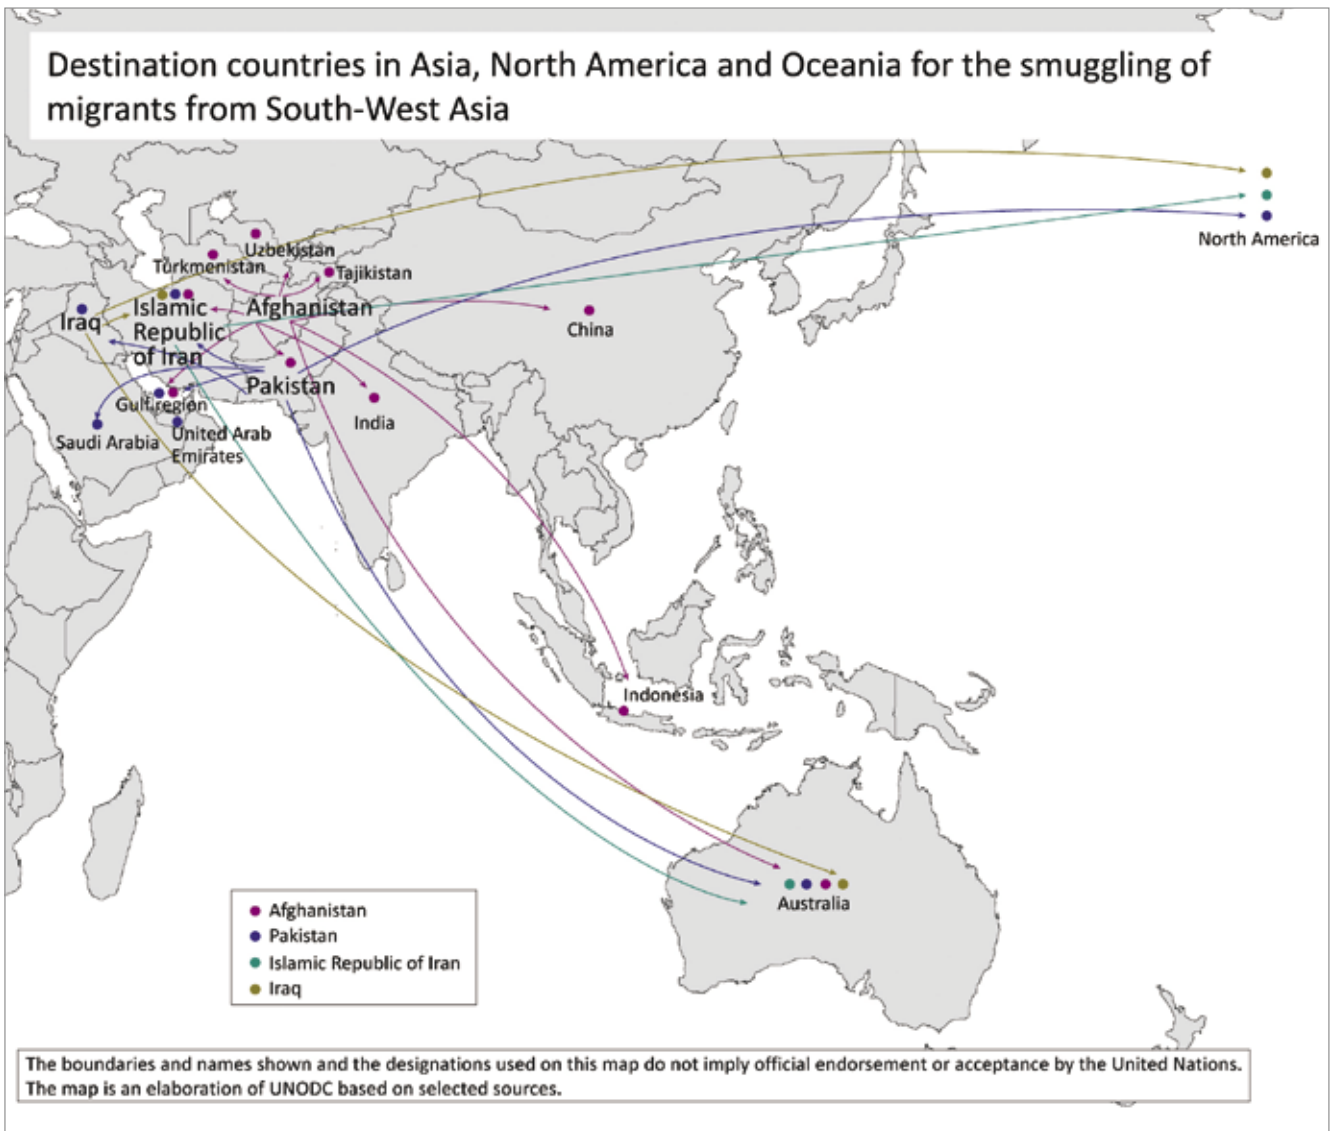 Destination countries in Asia, North America and Oceania for the smuggling of
migrants from South-West Asia
North America
Uzbekistan
Turkmenistan
Tajikistan
Islamic
Republic
of Iran
Afghanistan
Iraq
China
Pakistan
Gulf region
India
Saudi Arabia
United Arab
Emirates
Indonesia
Australia
Afghanistan
Pakistan
Islamic Republic of Iran
Iraq
The boundaries and names shown and the designations used on this map do not imply official endorsement or acceptance by the United Nations.
The map is an elaboration of UNODC based on selected sources.